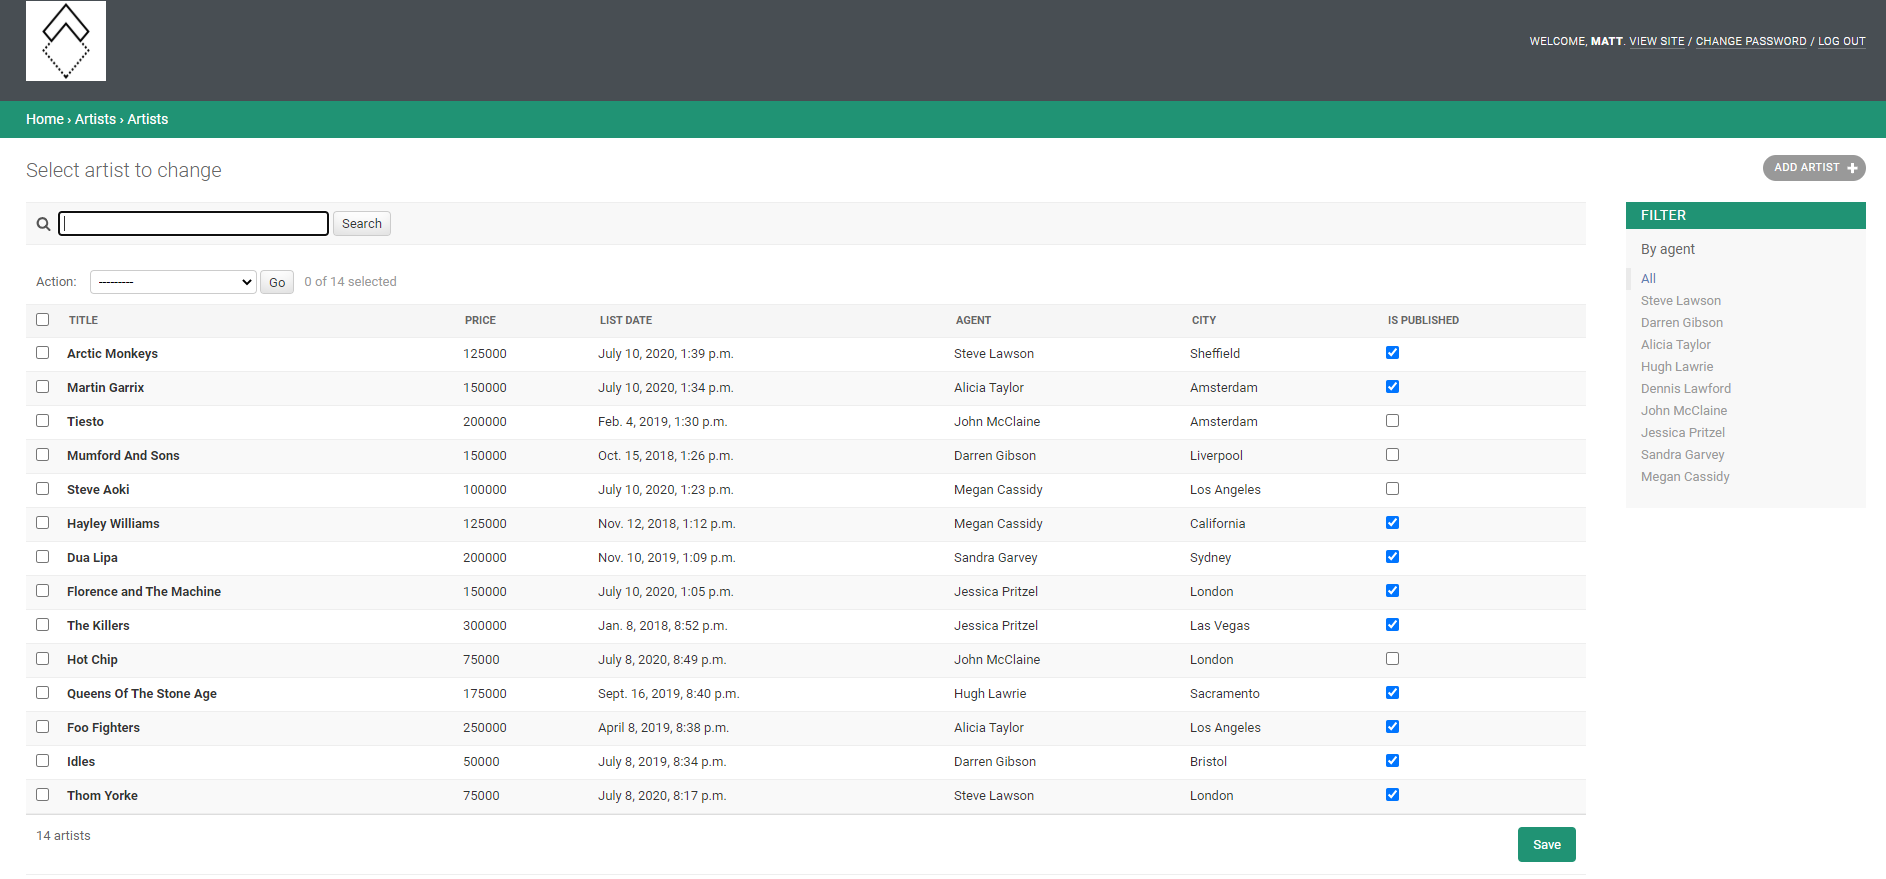 WELCOME, MATT. VIEW SITE / CHANGE PASSWORD / LOG OUT
Home › Artists › Artists
Select artist to change
ADD ARTIST +
Search
Action: --------- Go 0 of 14 selected
TITLE PRICE LIST DATE AGENT CITY IS PUBLISHED
Arctic Monkeys 125000 July 10, 2020, 1:39 p.m. Steve Lawson Sheffield
Martin Garrix 150000 July 10, 2020, 1:34 p.m. Alicia Taylor Amsterdam
Tiesto 200000 Feb. 4, 2019, 1:30 p.m. John McClaine Amsterdam
Mumford And Sons 150000 Oct. 15, 2018, 1:26 p.m. Darren Gibson Liverpool
Steve Aoki 100000 July 10, 2020, 1:23 p.m. Megan Cassidy Los Angeles
Hayley Williams 125000 Nov. 12, 2018, 1:12 p.m. Megan Cassidy California
Dua Lipa 200000 Nov. 10, 2019, 1:09 p.m. Sandra Garvey Sydney
Florence and The Machine 150000 July 10, 2020, 1:05 p.m. Jessica Pritzel London
The Killers 300000 Jan. 8, 2018, 8:52 p.m. Jessica Pritzel Las Vegas
Hot Chip 75000 July 8, 2020, 8:49 p.m. John McClaine London
Queens Of The Stone Age 175000 Sept. 16, 2019, 8:40 p.m. Hugh Lawrie Sacramento
Foo Fighters 250000 April 8, 2019, 8:38 p.m. Alicia Taylor Los Angeles
Idles 50000 July 8, 2019, 8:34 p.m. Darren Gibson Bristol
Thom Yorke 75000 July 8, 2020, 8:17 p.m. Steve Lawson London
14 artists
Save
FILTER
By agent
All
Steve Lawson
Darren Gibson
Alicia Taylor
Hugh Lawrie
Dennis Lawford
John McClaine
Jessica Pritzel
Sandra Garvey
Megan Cassidy